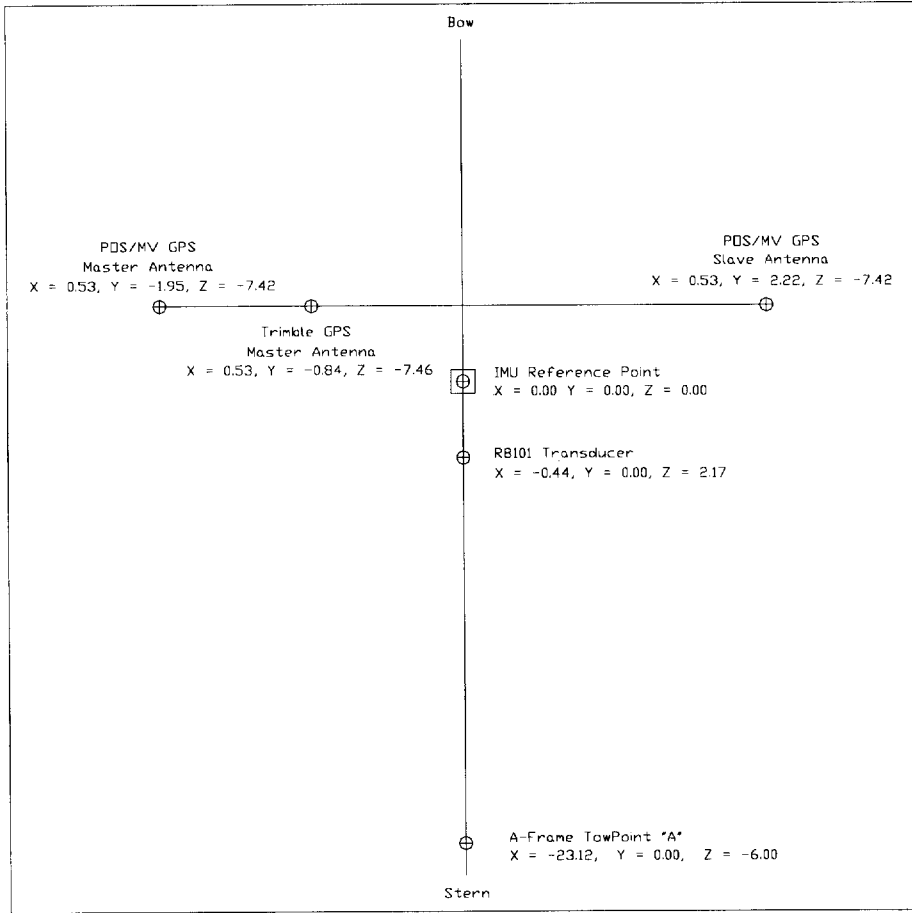 Bow
POS/MV GPS
Master Antenna
X = 0.53, Y = -1.95, Z = -7.42
POS/MV GPS
Slave Antenna
X = 0.53, Y = 2.22, Z = -7.42
Trimble GPS
Master Antenna
X = 0.53, Y = -0.84, Z = -7.46
IMU Reference Point
X = 0.00 Y = 0.00, Z = 0.00
R8101 Transducer
X = -0.44, Y = 0.00, Z = 2.17
A-Frame TowPoint "A"
X = -23.12, Y = 0.00, Z = -6.00
Stern